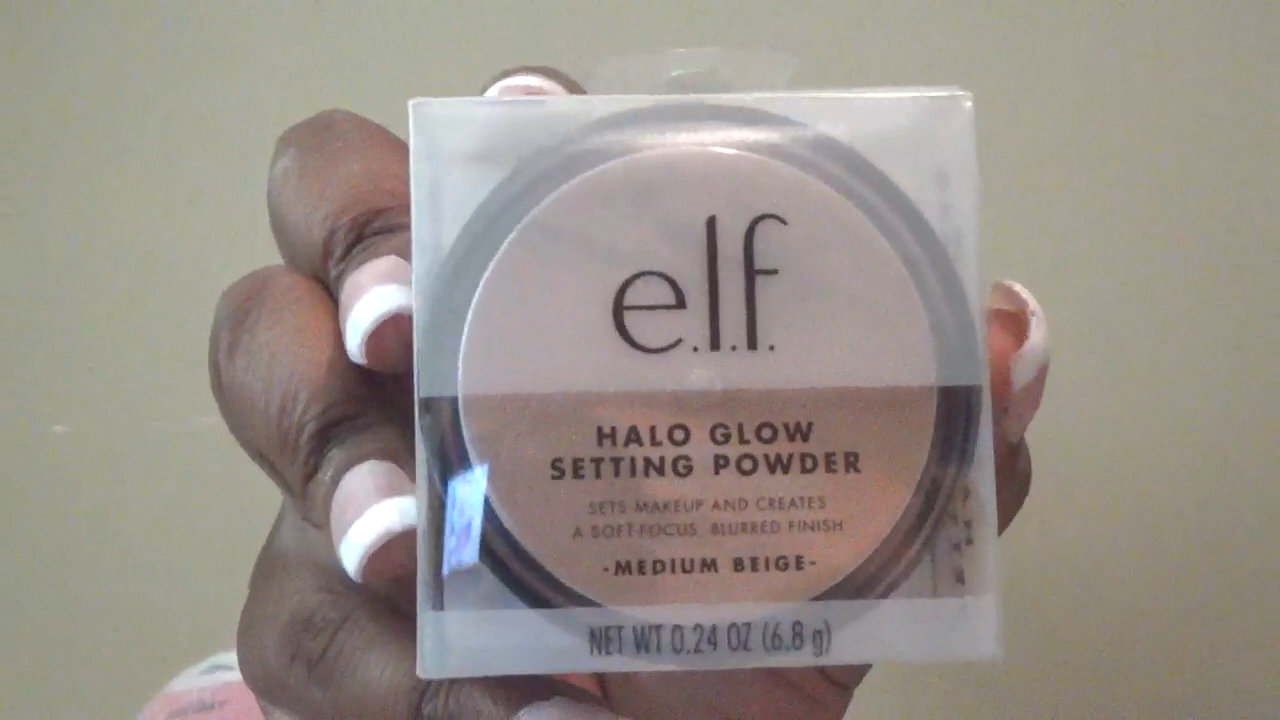 e.l.f.
HALO GLOW
SETTING POWDER
SETS MAKEUP AND CREATES
A SOFT-FOCUS, BLURRED FINISH
-MEDIUM BEIGE-
NET WT 0.24 OZ (6.8 g)